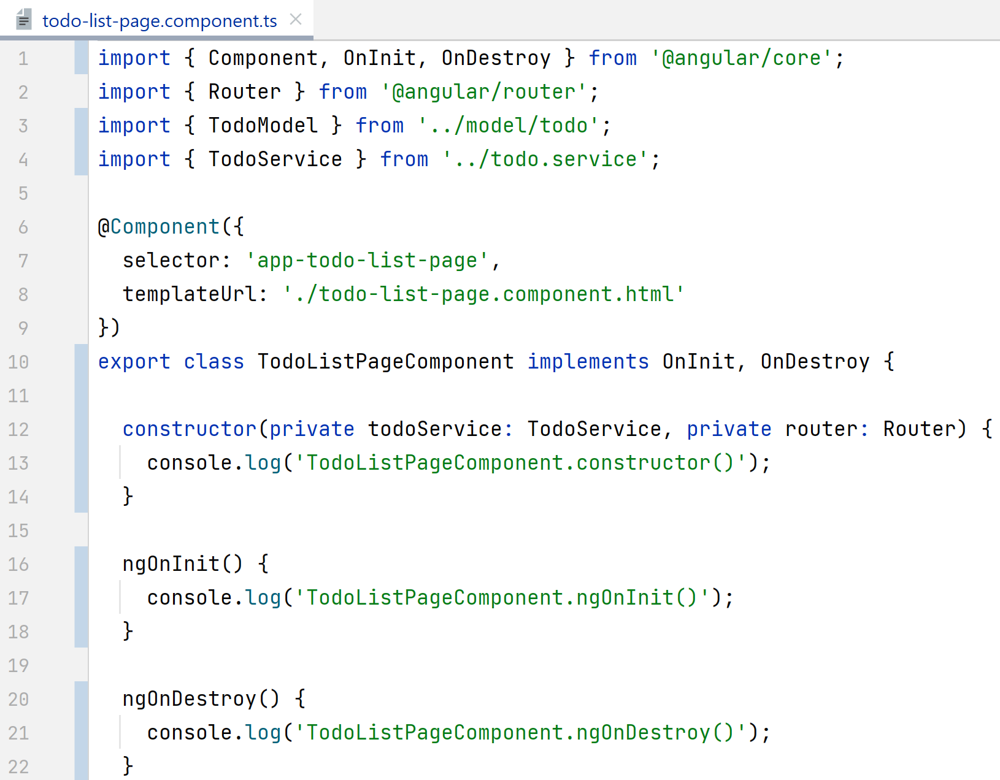 todo-list-page.component.ts
1 import { Component, OnInit, OnDestroy } from '@angular/core';
2 import { Router } from '@angular/router';
3 import { TodoModel } from '../model/todo';
4 import { TodoService } from '../todo.service';
5
6 @Component({
7   selector: 'app-todo-list-page',
8   templateUrl: './todo-list-page.component.html'
9 })
10 export class TodoListPageComponent implements OnInit, OnDestroy {
11
12   constructor(private todoService: TodoService, private router: Router) {
13     console.log('TodoListPageComponent.constructor()');
14   }
15
16   ngOnInit() {
17     console.log('TodoListPageComponent.ngOnInit()');
18   }
19
20   ngOnDestroy() {
21     console.log('TodoListPageComponent.ngOnDestroy()');
22   }